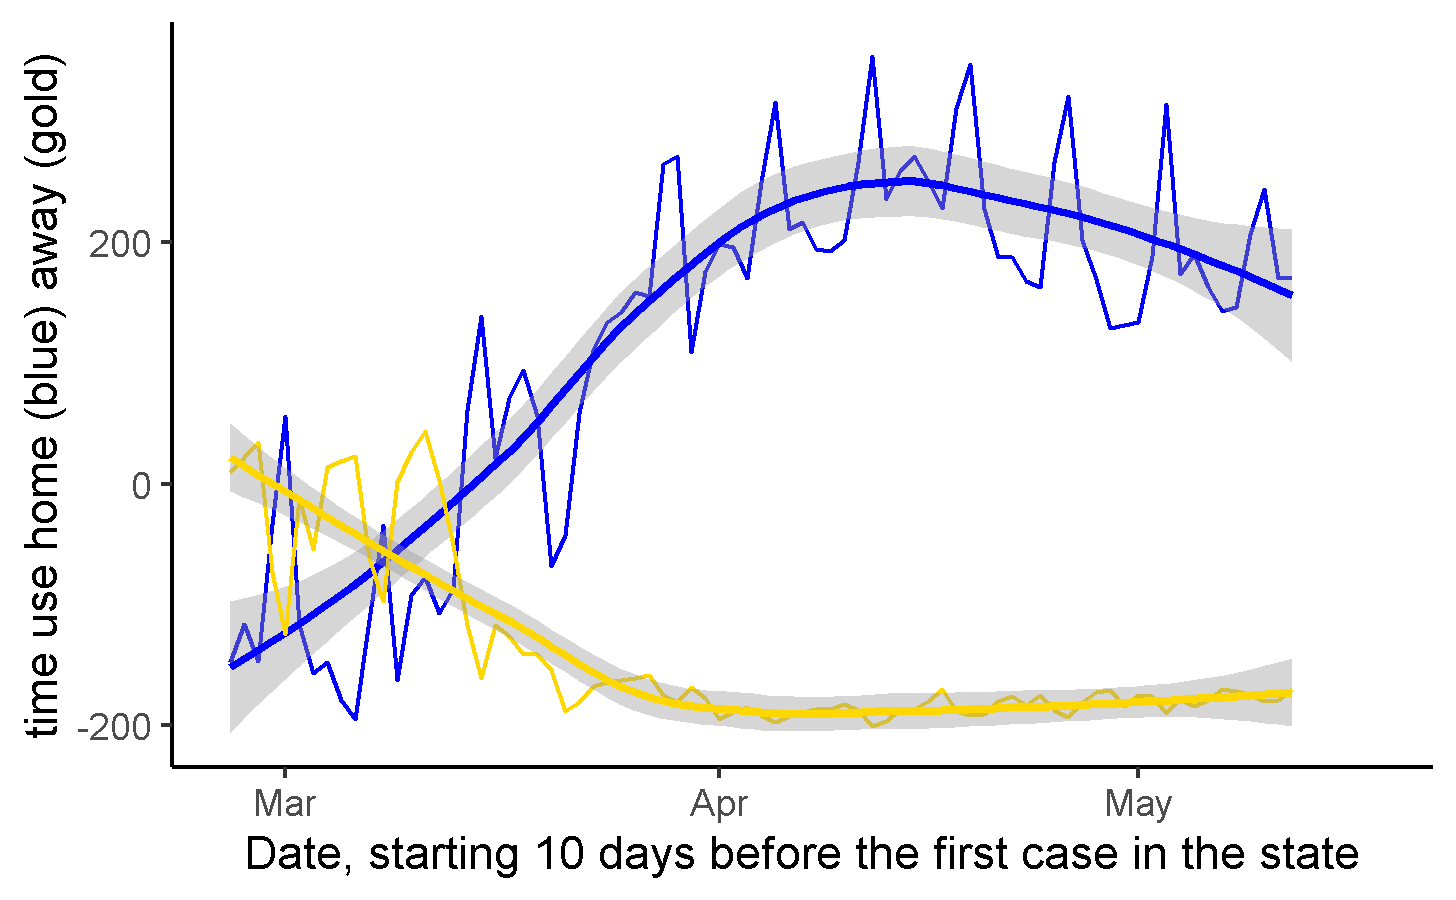 time use home (blue) away (gold)
200
0
-200
Mar Apr May
Date, starting 10 days before the first case in the state